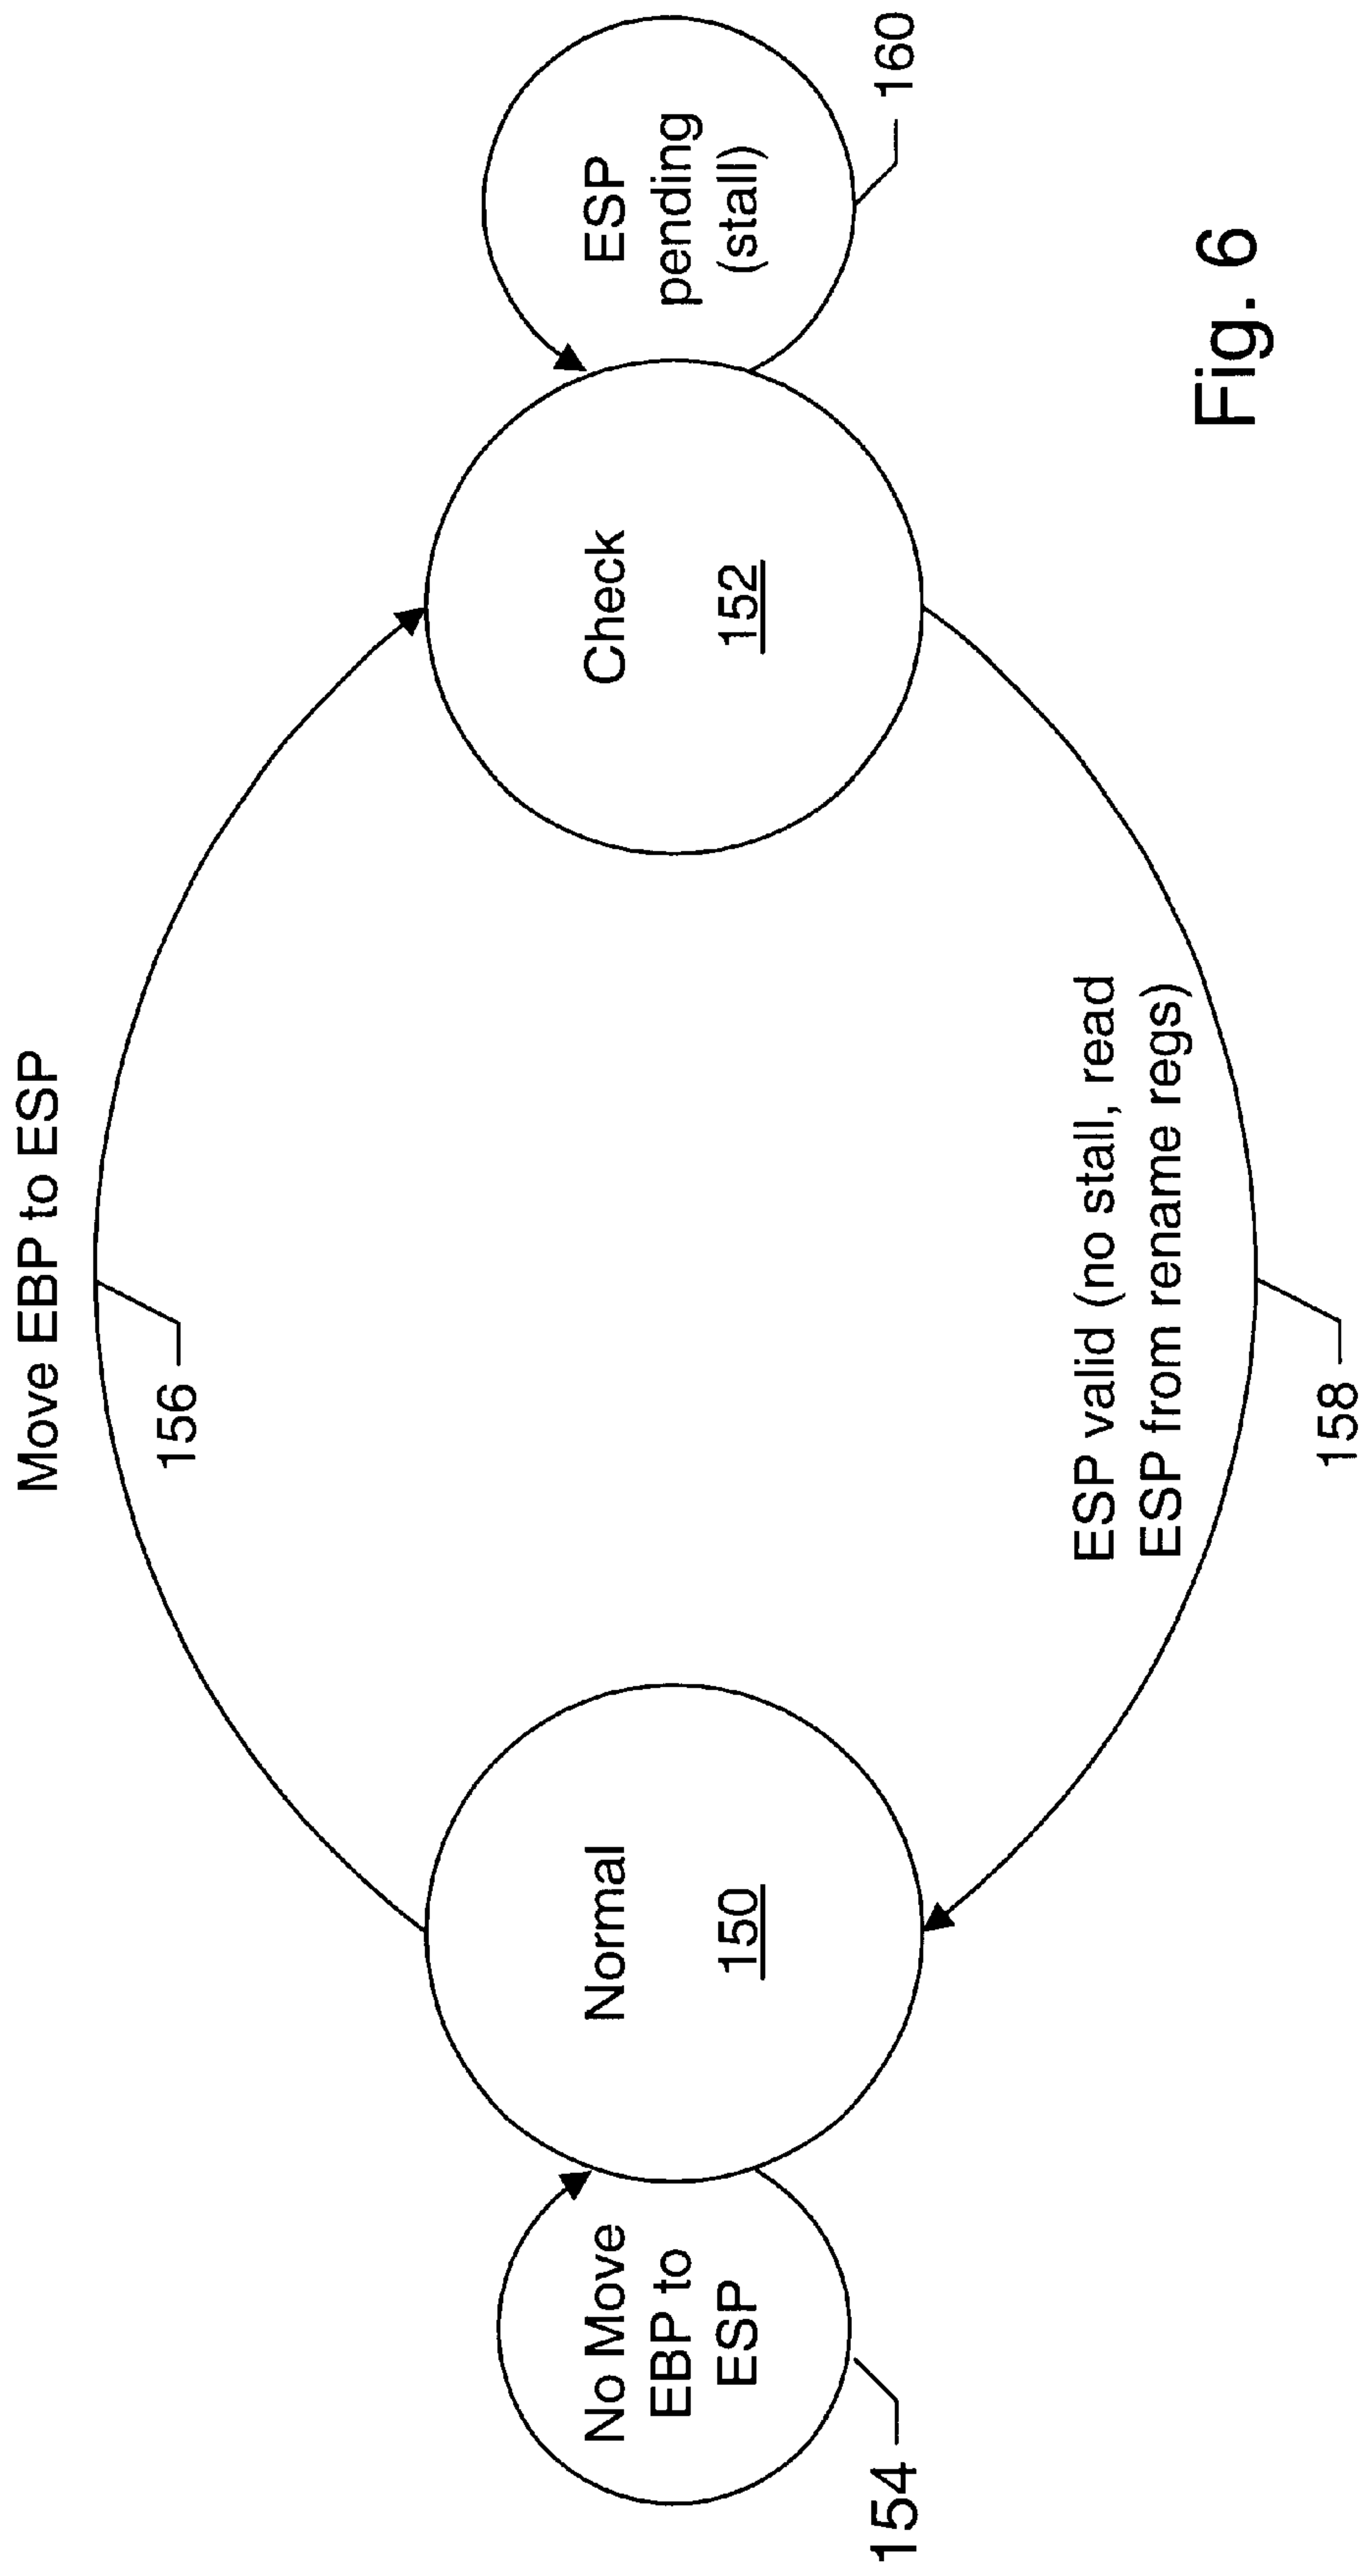 Move EBP to ESP
156
No Move
EBP to
ESP
154
Normal
150
Check
152
ESP
pending
(stall)
160
ESP valid (no stall, read
ESP from rename regs)
158
Fig. 6